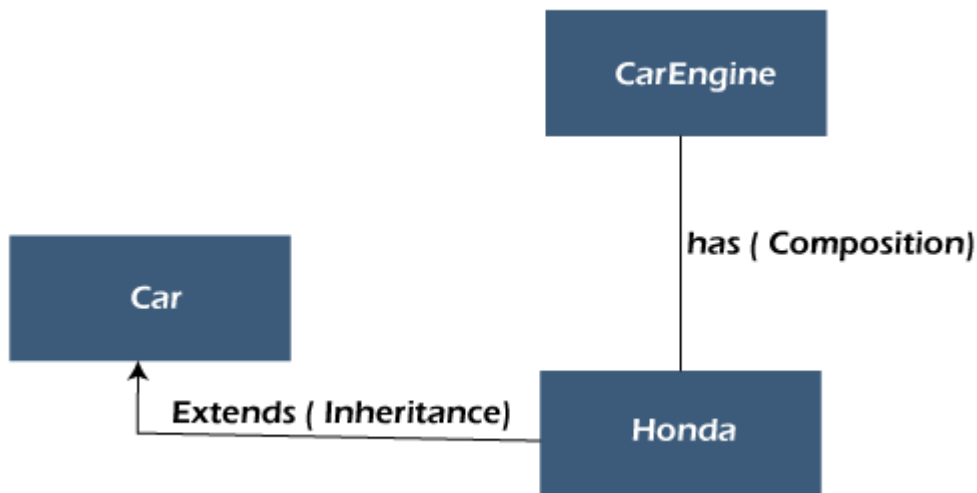 CarEngine
has ( Composition)
Car
Extends ( Inheritance)
Honda